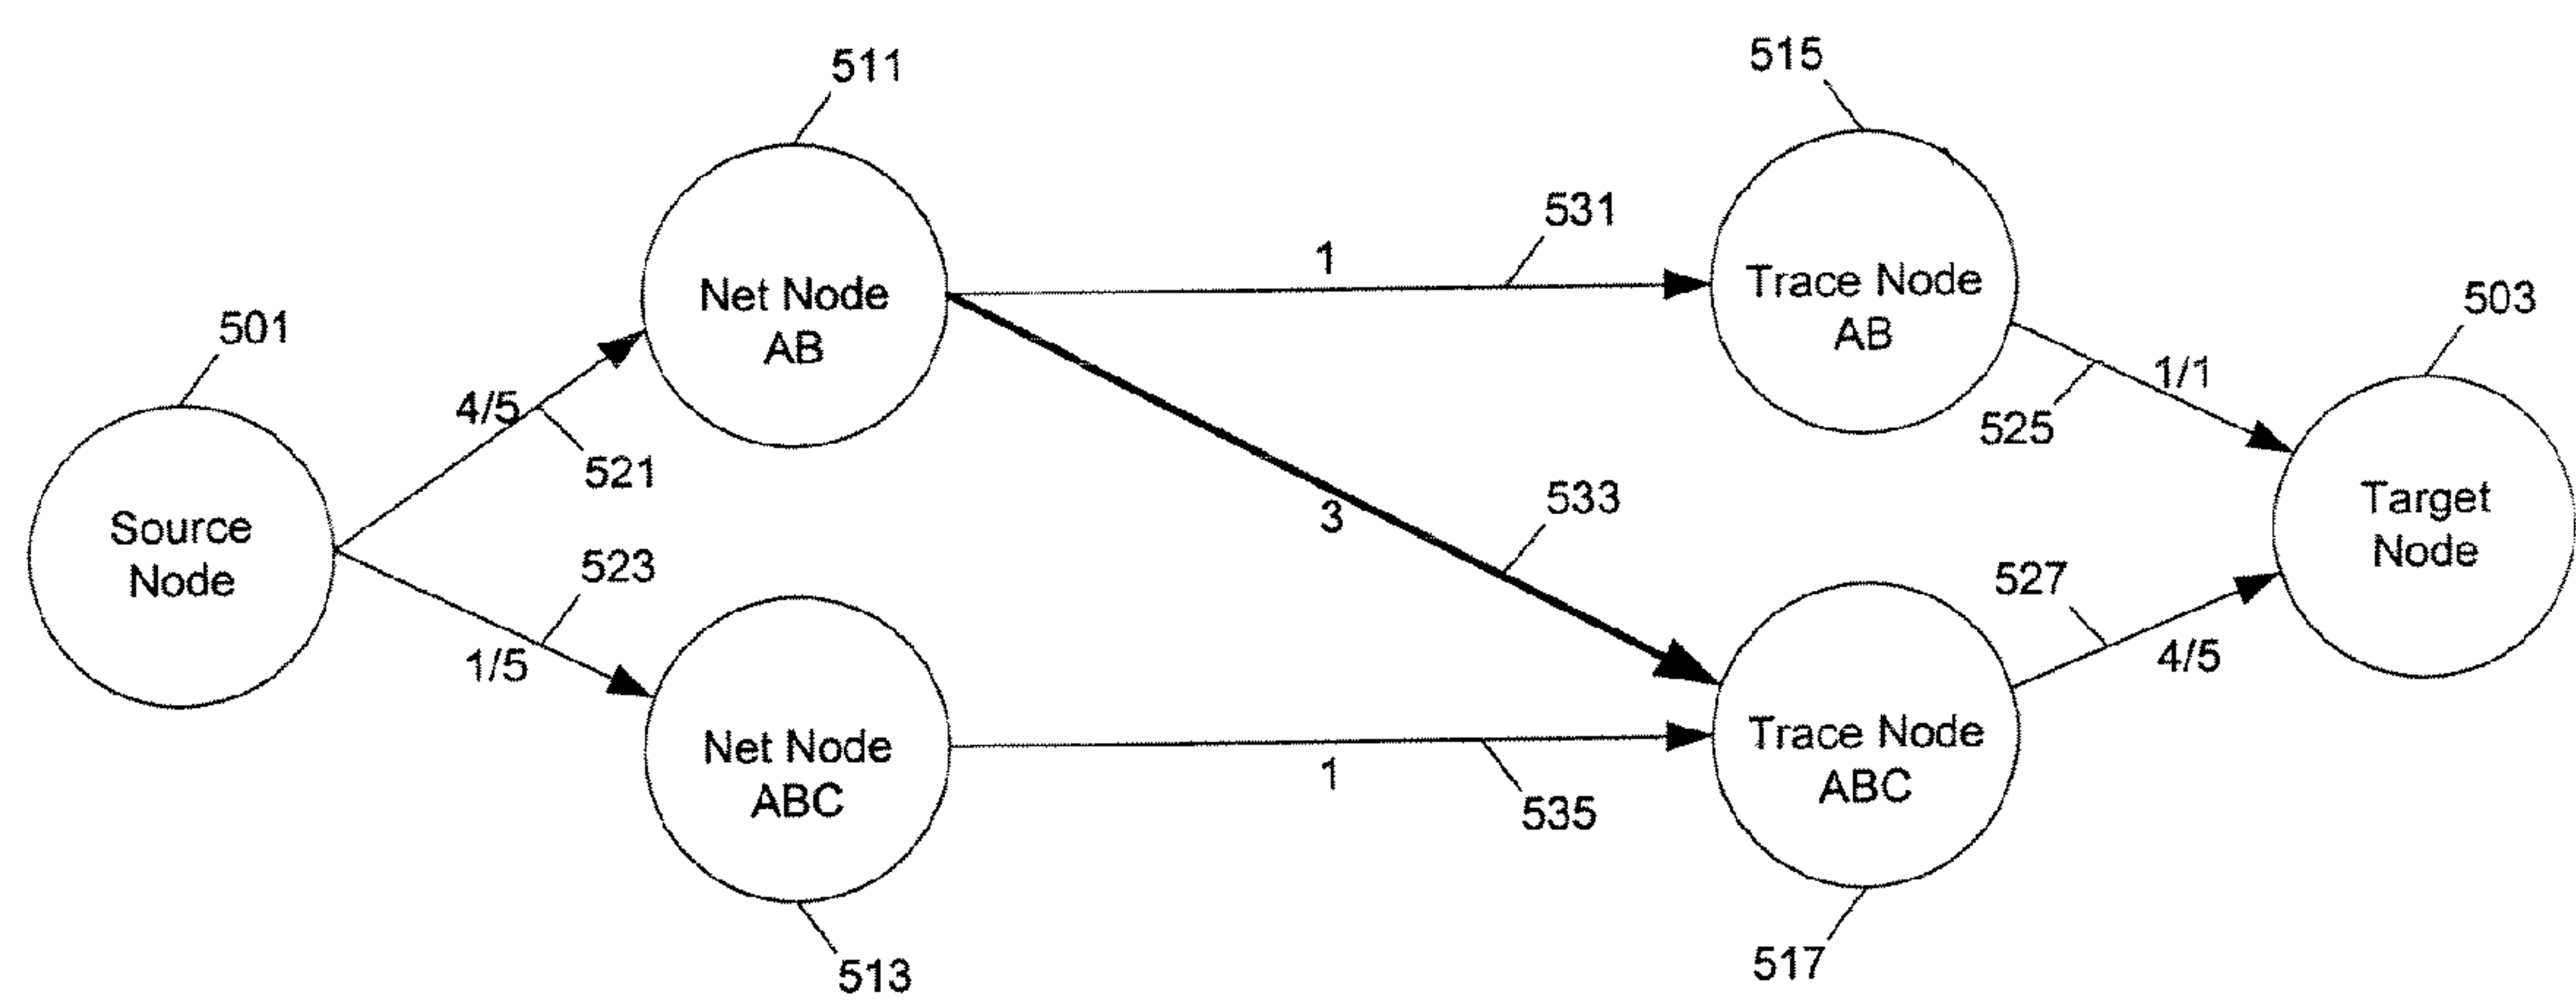 511
515
531
1
Net Node
AB
Trace Node
AB
503
501
1/1
4/5
525
521
Source
Node
3
533
Target
Node
523
527
1/5
4/5
Net Node
ABC
1
535
Trace Node
ABC
513
517